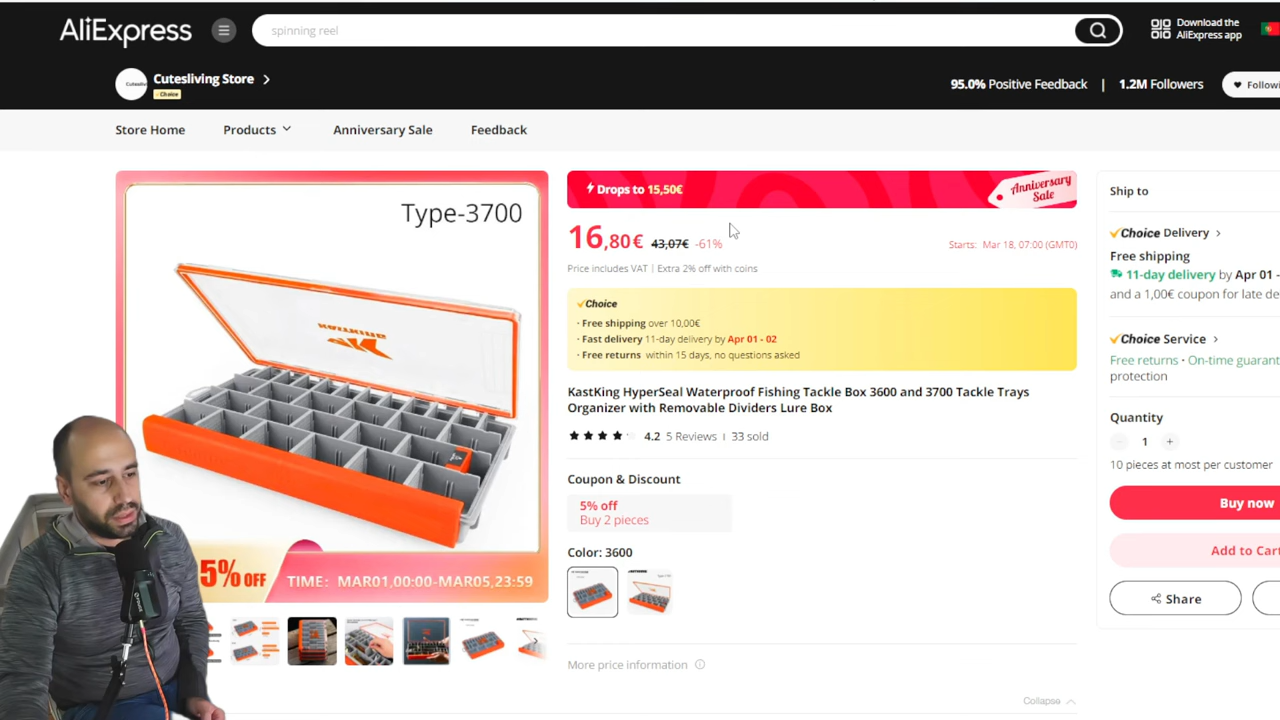 AliExpress
spinning reel
Download the
AliExpress app
Cutesliving Store
Choice
95.0% Positive Feedback | 1.2M Followers
Store Home
Products
Anniversary Sale
Feedback
Type-3700
KastKing
5% OFF
TIME: MAR01,00:00-MAR05,23:59
Drops to 15,50€
Anniversary
Sale
16,80€ 43,07€ -61%
Starts: Mar 18, 07:00 (GMT0)
Price includes VAT | Extra 2% off with coins
Choice
· Free shipping over 10,00€
· Fast delivery 11-day delivery by Apr 01 - 02
· Free returns within 15 days, no questions asked
KastKing HyperSeal Waterproof Fishing Tackle Box 3600 and 3700 Tackle Trays
Organizer with Removable Dividers Lure Box
4.2 5 Reviews | 33 sold
Coupon & Discount
5% off
Buy 2 pieces
Color: 3600
More price information
Collapse
Ship to
Choice Delivery
Free shipping
11-day delivery by Apr 01 -
and a 1,00€ coupon for late de
Choice Service
Free returns · On-time guarant
protection
Quantity
- 1 +
10 pieces at most per customer
Buy now
Add to Cart
Share